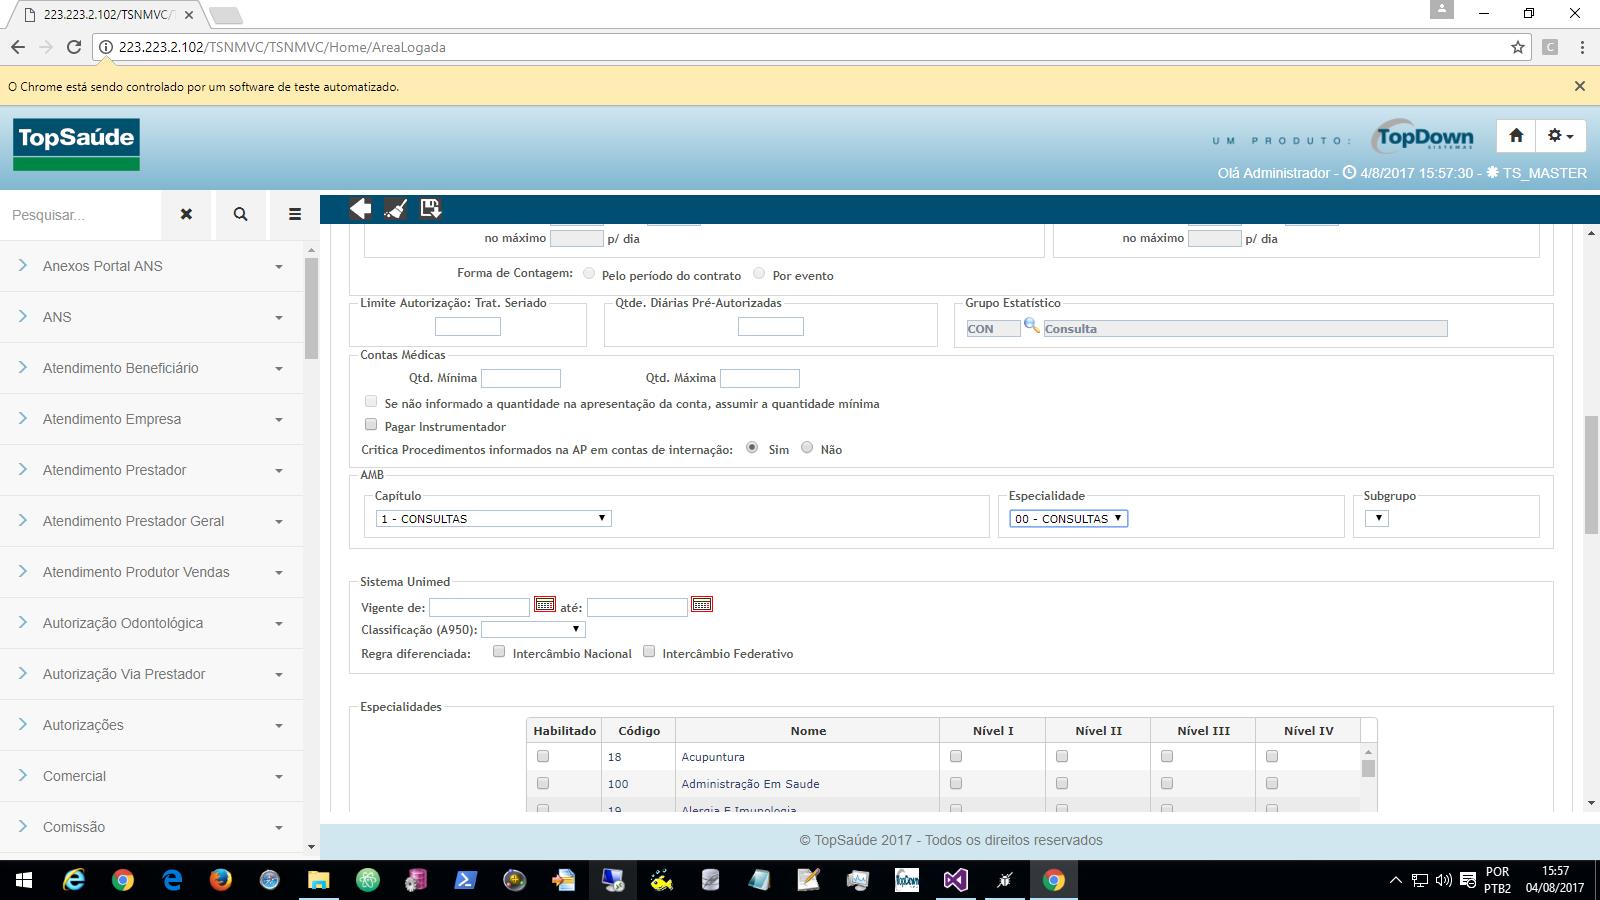 223.223.2.102/TSNMVC/T
223.223.2.102/TSNMVC/TSNMVC/Home/AreaLogada
C
O Chrome está sendo controlado por um software de teste automatizado.
TopSaúde
UM PRODUTO:
TopDown
SISTEMAS
Olá Administrador - 4/8/2017 15:57:30 - TS_MASTER
Pesquisar...
Anexos Portal ANS
ANS
Atendimento Beneficiário
Atendimento Empresa
Atendimento Prestador
Atendimento Prestador Geral
Atendimento Produtor Vendas
Autorização Odontológica
Autorização Via Prestador
Autorizações
Comercial
Comissão
no máximo p/ dia
no máximo p/ dia
Forma de Contagem: Pelo período do contrato Por evento
Limite Autorização: Trat. Seriado
Qtde. Diárias Pré-Autorizadas
Grupo Estatístico
CON Consulta
Contas Médicas
Qtd. Mínima Qtd. Máxima
Se não informado a quantidade na apresentação da conta, assumir a quantidade mínima
Pagar Instrumentador
Critica Procedimentos informados na AP em contas de internação: Sim Não
AMB
Capítulo
1 - CONSULTAS
Especialidade
00 - CONSULTAS
Subgrupo
Sistema Unimed
Vigente de: até:
Classificação (A950):
Regra diferenciada: Intercâmbio Nacional Intercâmbio Federativo
Especialidades
Habilitado Código Nome Nível I Nível II Nível III Nível IV
18 Acupuntura
100 Administração Em Saude
19 Alergia E Imunologia
© TopSaúde 2017 - Todos os direitos reservados
TopDown
POR
PTB2
15:57
04/08/2017